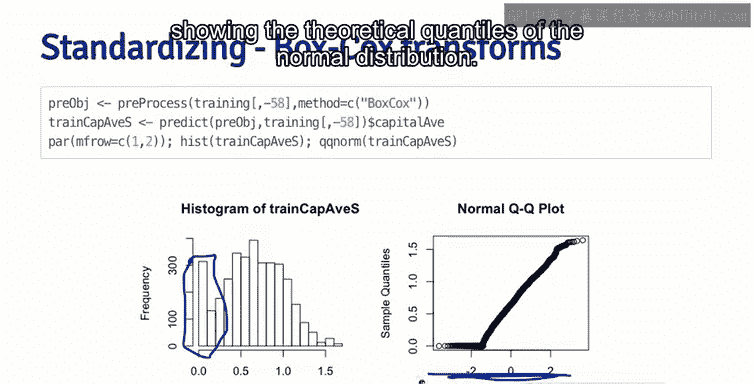 showing the theoretical quantiles of the
normal distribution.
Standardizing - Box-Cox transforms
preObj <- preProcess(training[,-58],method=c("BoxCox"))
trainCapAveS <- predict(preObj,training[,-58])$capitalAve
par(mfrow=c(1,2)); hist(trainCapAveS); qqnorm(trainCapAveS)
Histogram of trainCapAveS
Frequency
0 100 300
0.0 0.5 1.0 1.5
Normal Q-Q Plot
Sample Quantiles
0.0 0.5 1.0 1.5
-2 0 2